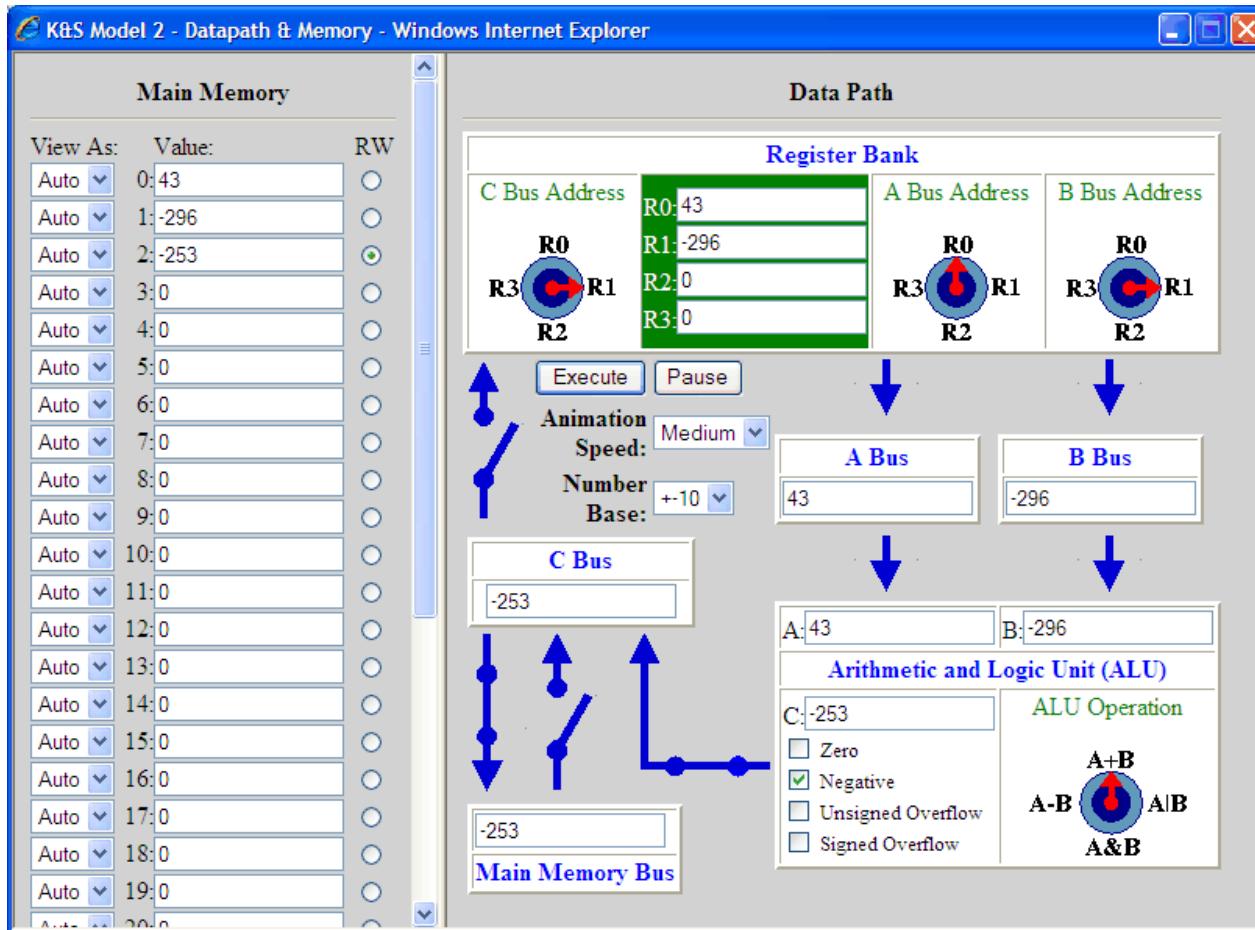 K&S Model 2 - Datapath & Memory - Windows Internet Explorer
Main Memory
View As: Value: RW
Auto 0: 43
Auto 1: -296
Auto 2: -253
Auto 3: 0
Auto 4: 0
Auto 5: 0
Auto 6: 0
Auto 7: 0
Auto 8: 0
Auto 9: 0
Auto 10: 0
Auto 11: 0
Auto 12: 0
Auto 13: 0
Auto 14: 0
Auto 15: 0
Auto 16: 0
Auto 17: 0
Auto 18: 0
Auto 19: 0
Auto 20: 0
Data Path
Register Bank
C Bus Address
R0
R3 R1
R2
R0: 43
R1: -296
R2: 0
R3: 0
A Bus Address
R0
R3 R1
R2
B Bus Address
R0
R3 R1
R2
Execute Pause
Animation Speed: Medium
Number Base: +-10
A Bus
43
B Bus
-296
C Bus
-253
A: 43 B: -296
Arithmetic and Logic Unit (ALU)
C: -253
Zero
Negative
Unsigned Overflow
Signed Overflow
ALU Operation
A+B
A-B A|B
A&B
-253
Main Memory Bus